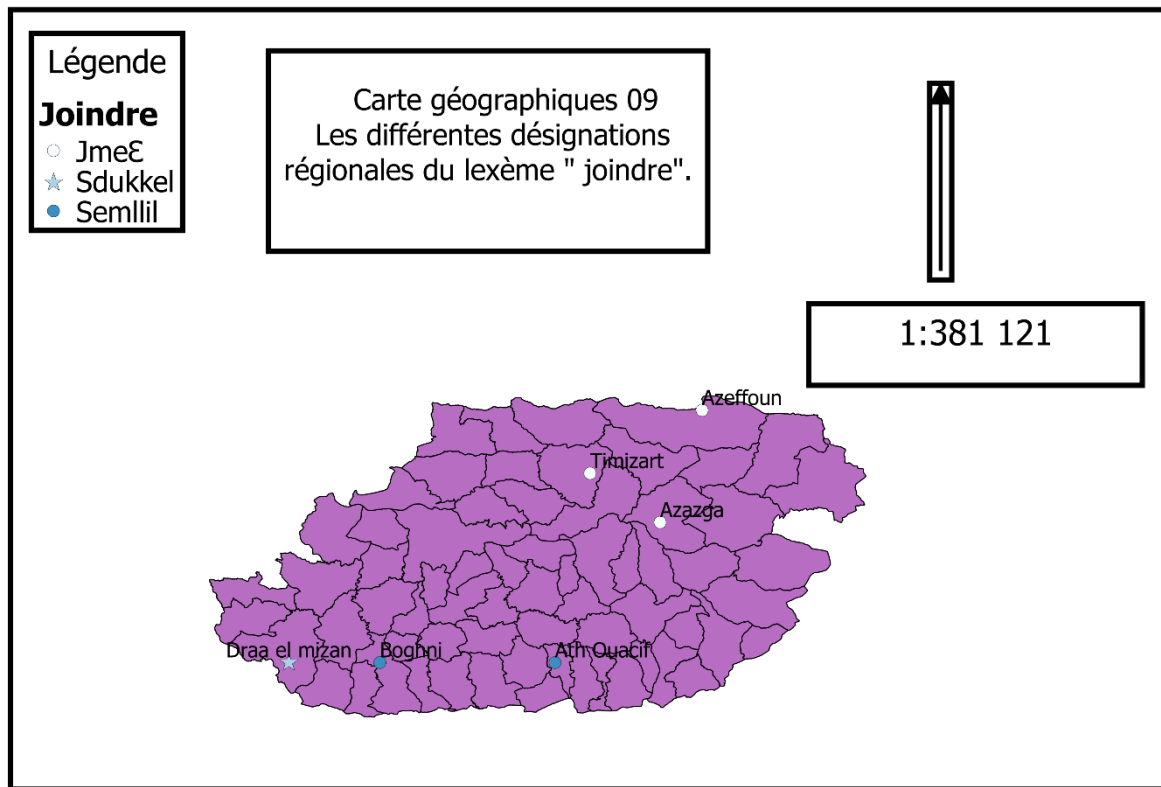 Légende
Joindre
JmeƐ
Sdukkel
Semllil
Carte géographiques 09
Les différentes désignations
régionales du lexème " joindre".
1:381 121
Azeffoun
Timizart
Azazga
Draa el mizan
Boghni
Ath Ouacif